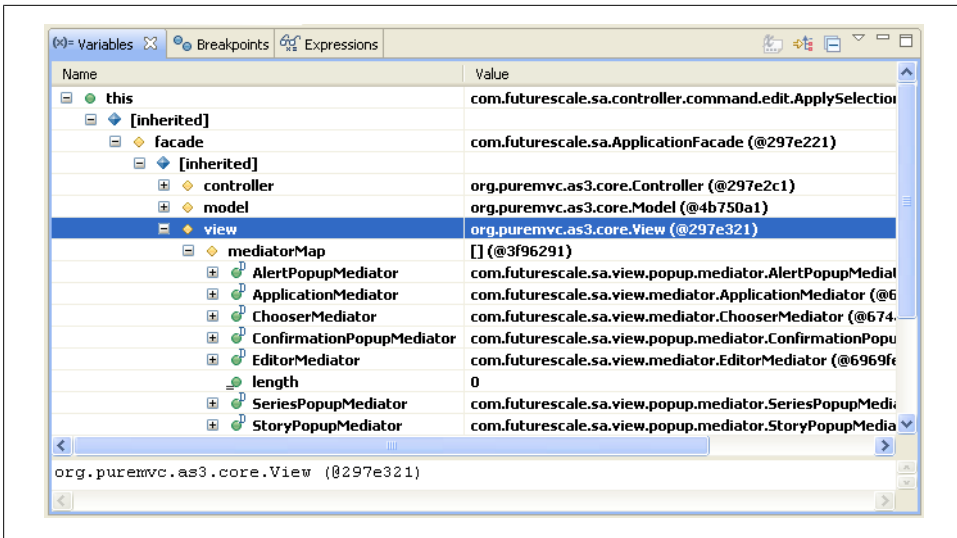 (x)= Variables Breakpoints Expressions
Name Value
this com.futurescale.sa.controller.command.edit.ApplySelection
[inherited]
facade com.futurescale.sa.ApplicationFacade (@297e221)
[inherited]
controller org.puremvc.as3.core.Controller (@297e2c1)
model org.puremvc.as3.core.Model (@4b750a1)
view org.puremvc.as3.core.View (@297e321)
mediatorMap [] (@3f96291)
AlertPopupMediator com.futurescale.sa.view.popup.mediator.AlertPopupMediat
ApplicationMediator com.futurescale.sa.view.mediator.ApplicationMediator (@6
ChooserMediator com.futurescale.sa.view.mediator.ChooserMediator (@674
ConfirmationPopupMediator com.futurescale.sa.view.popup.mediator.ConfirmationPopu
EditorMediator com.futurescale.sa.view.mediator.EditorMediator (@6969fe
length 0
SeriesPopupMediator com.futurescale.sa.view.popup.mediator.SeriesPopupMedia
StoryPopupMediator com.futurescale.sa.view.popup.mediator.StoryPopupMedia
org.puremvc.as3.core.View (@297e321)